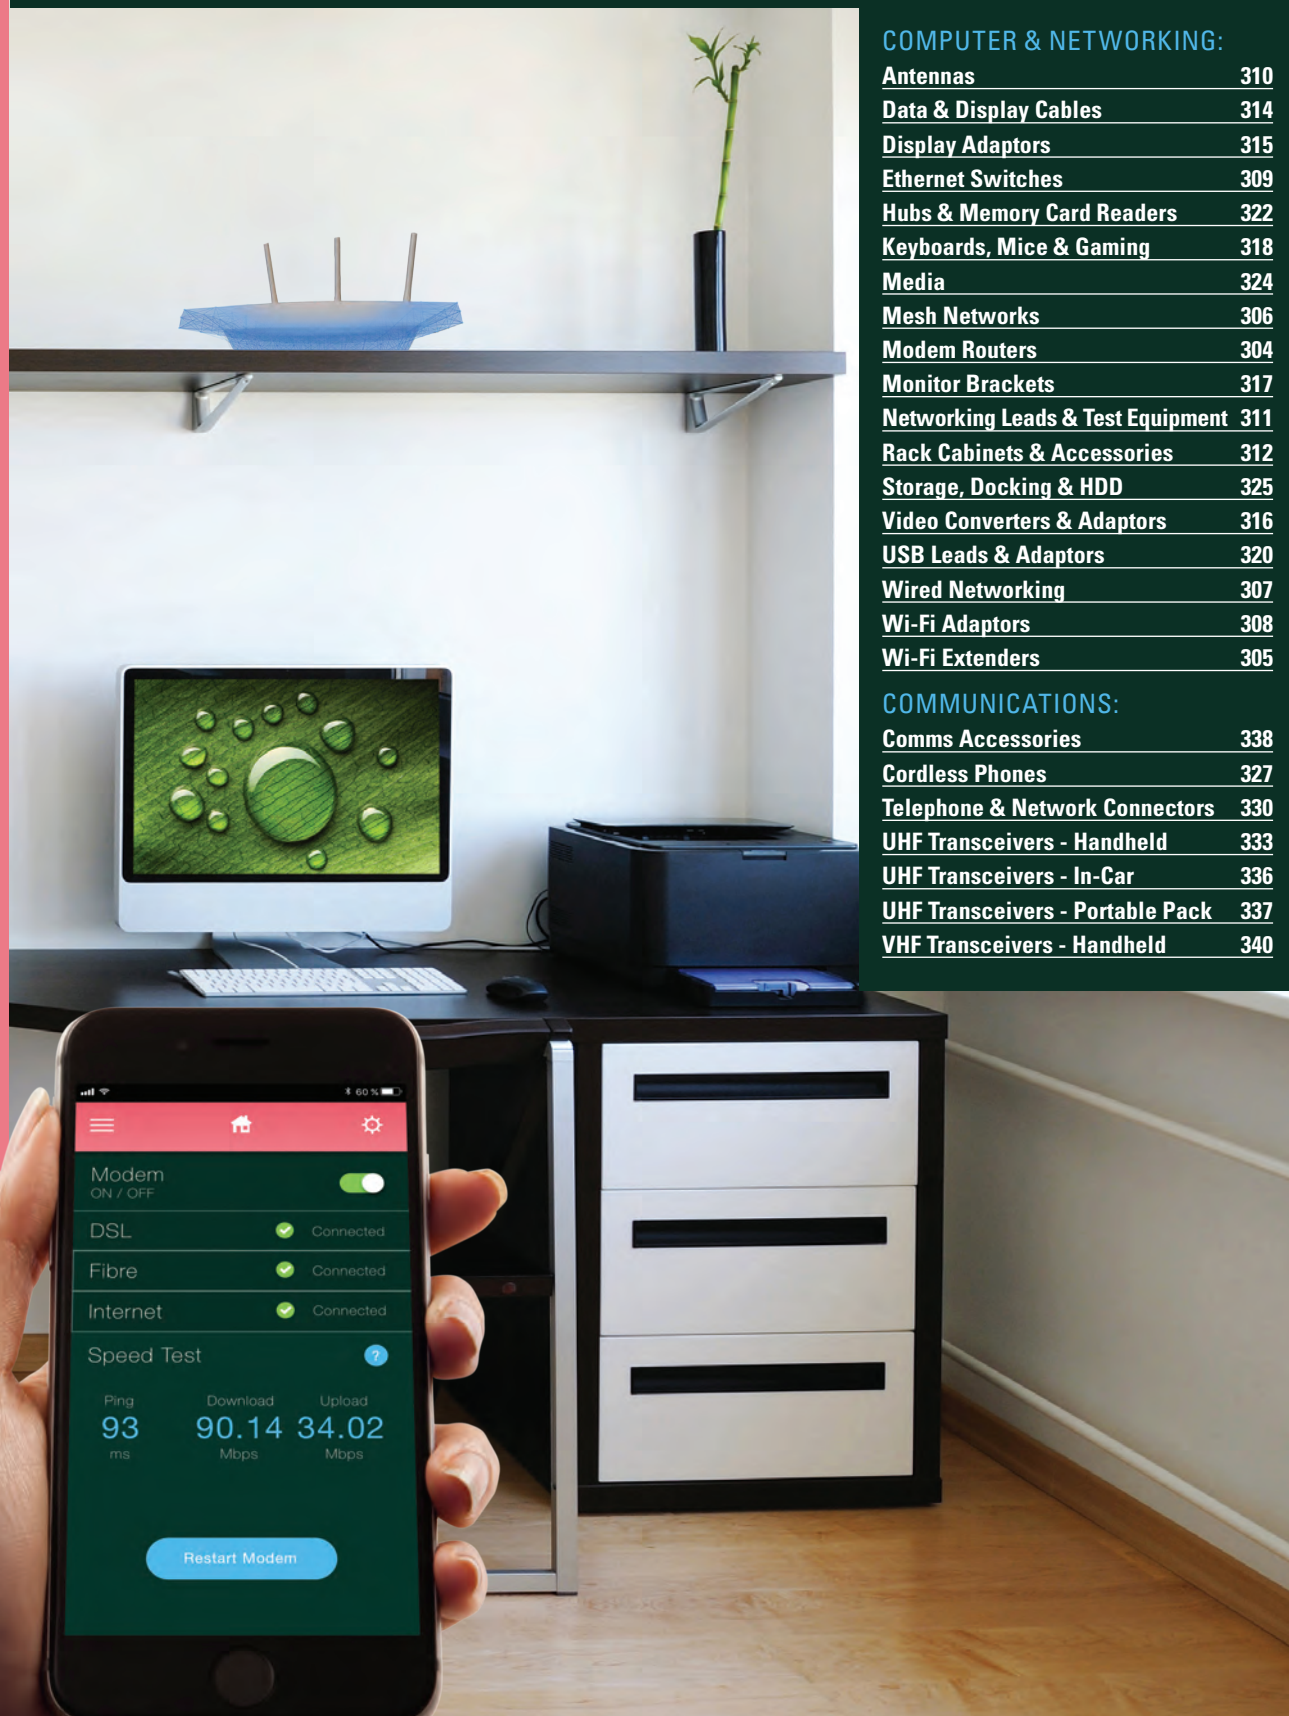 COMPUTER & NETWORKING:
Antennas 310
Data & Display Cables 314
Display Adaptors 315
Ethernet Switches 309
Hubs & Memory Card Readers 322
Keyboards, Mice & Gaming 318
Media 324
Mesh Networks 306
Modem Routers 304
Monitor Brackets 317
Networking Leads & Test Equipment 311
Rack Cabinets & Accessories 312
Storage, Docking & HDD 325
Video Converters & Adaptors 316
USB Leads & Adaptors 320
Wired Networking 307
Wi-Fi Adaptors 308
Wi-Fi Extenders 305
COMMUNICATIONS:
Comms Accessories 338
Cordless Phones 327
Telephone & Network Connectors 330
UHF Transceivers - Handheld 333
UHF Transceivers - In-Car 336
UHF Transceivers - Portable Pack 337
VHF Transceivers - Handheld 340
60 %
Modem
ON / OFF
DSL Connected
Fibre Connected
Internet Connected
Speed Test ?
Ping Download Upload
93 90.14 34.02
ms Mbps Mbps
Restart Modem